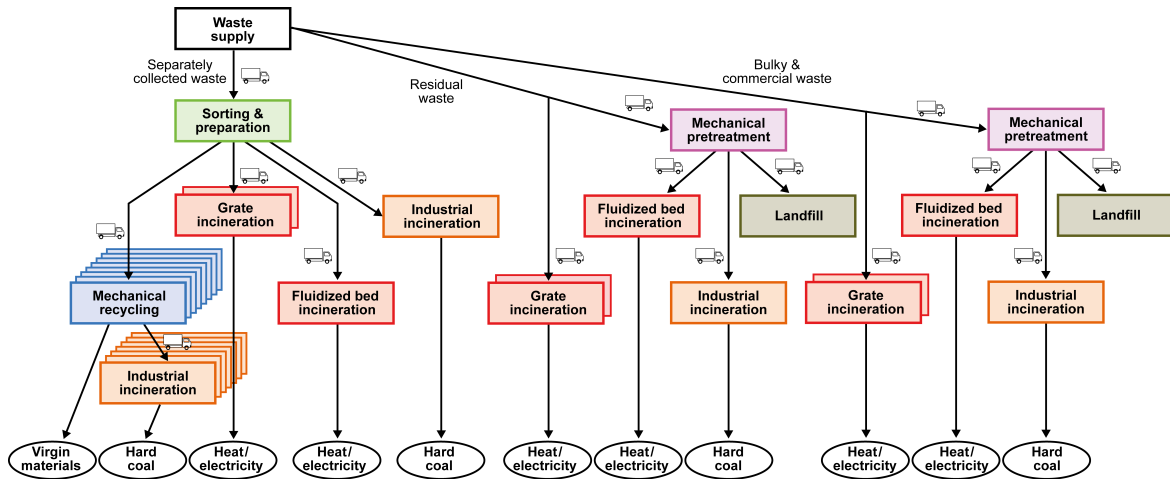 Waste
supply
Separately
collected waste
Residual
waste
Bulky &
commercial waste
Sorting &
preparation
Mechanical
pretreatment
Mechanical
pretreatment
Grate
incineration
Industrial
incineration
Fluidized bed
incineration
Landfill
Fluidized bed
incineration
Landfill
Mechanical
recycling
Fluidized bed
incineration
Grate
incineration
Industrial
incineration
Grate
incineration
Industrial
incineration
Industrial
incineration
Virgin
materials
Hard
coal
Heat/
electricity
Heat/
electricity
Hard
coal
Heat/
electricity
Heat/
electricity
Hard
coal
Heat/
electricity
Heat/
electricity
Hard
coal